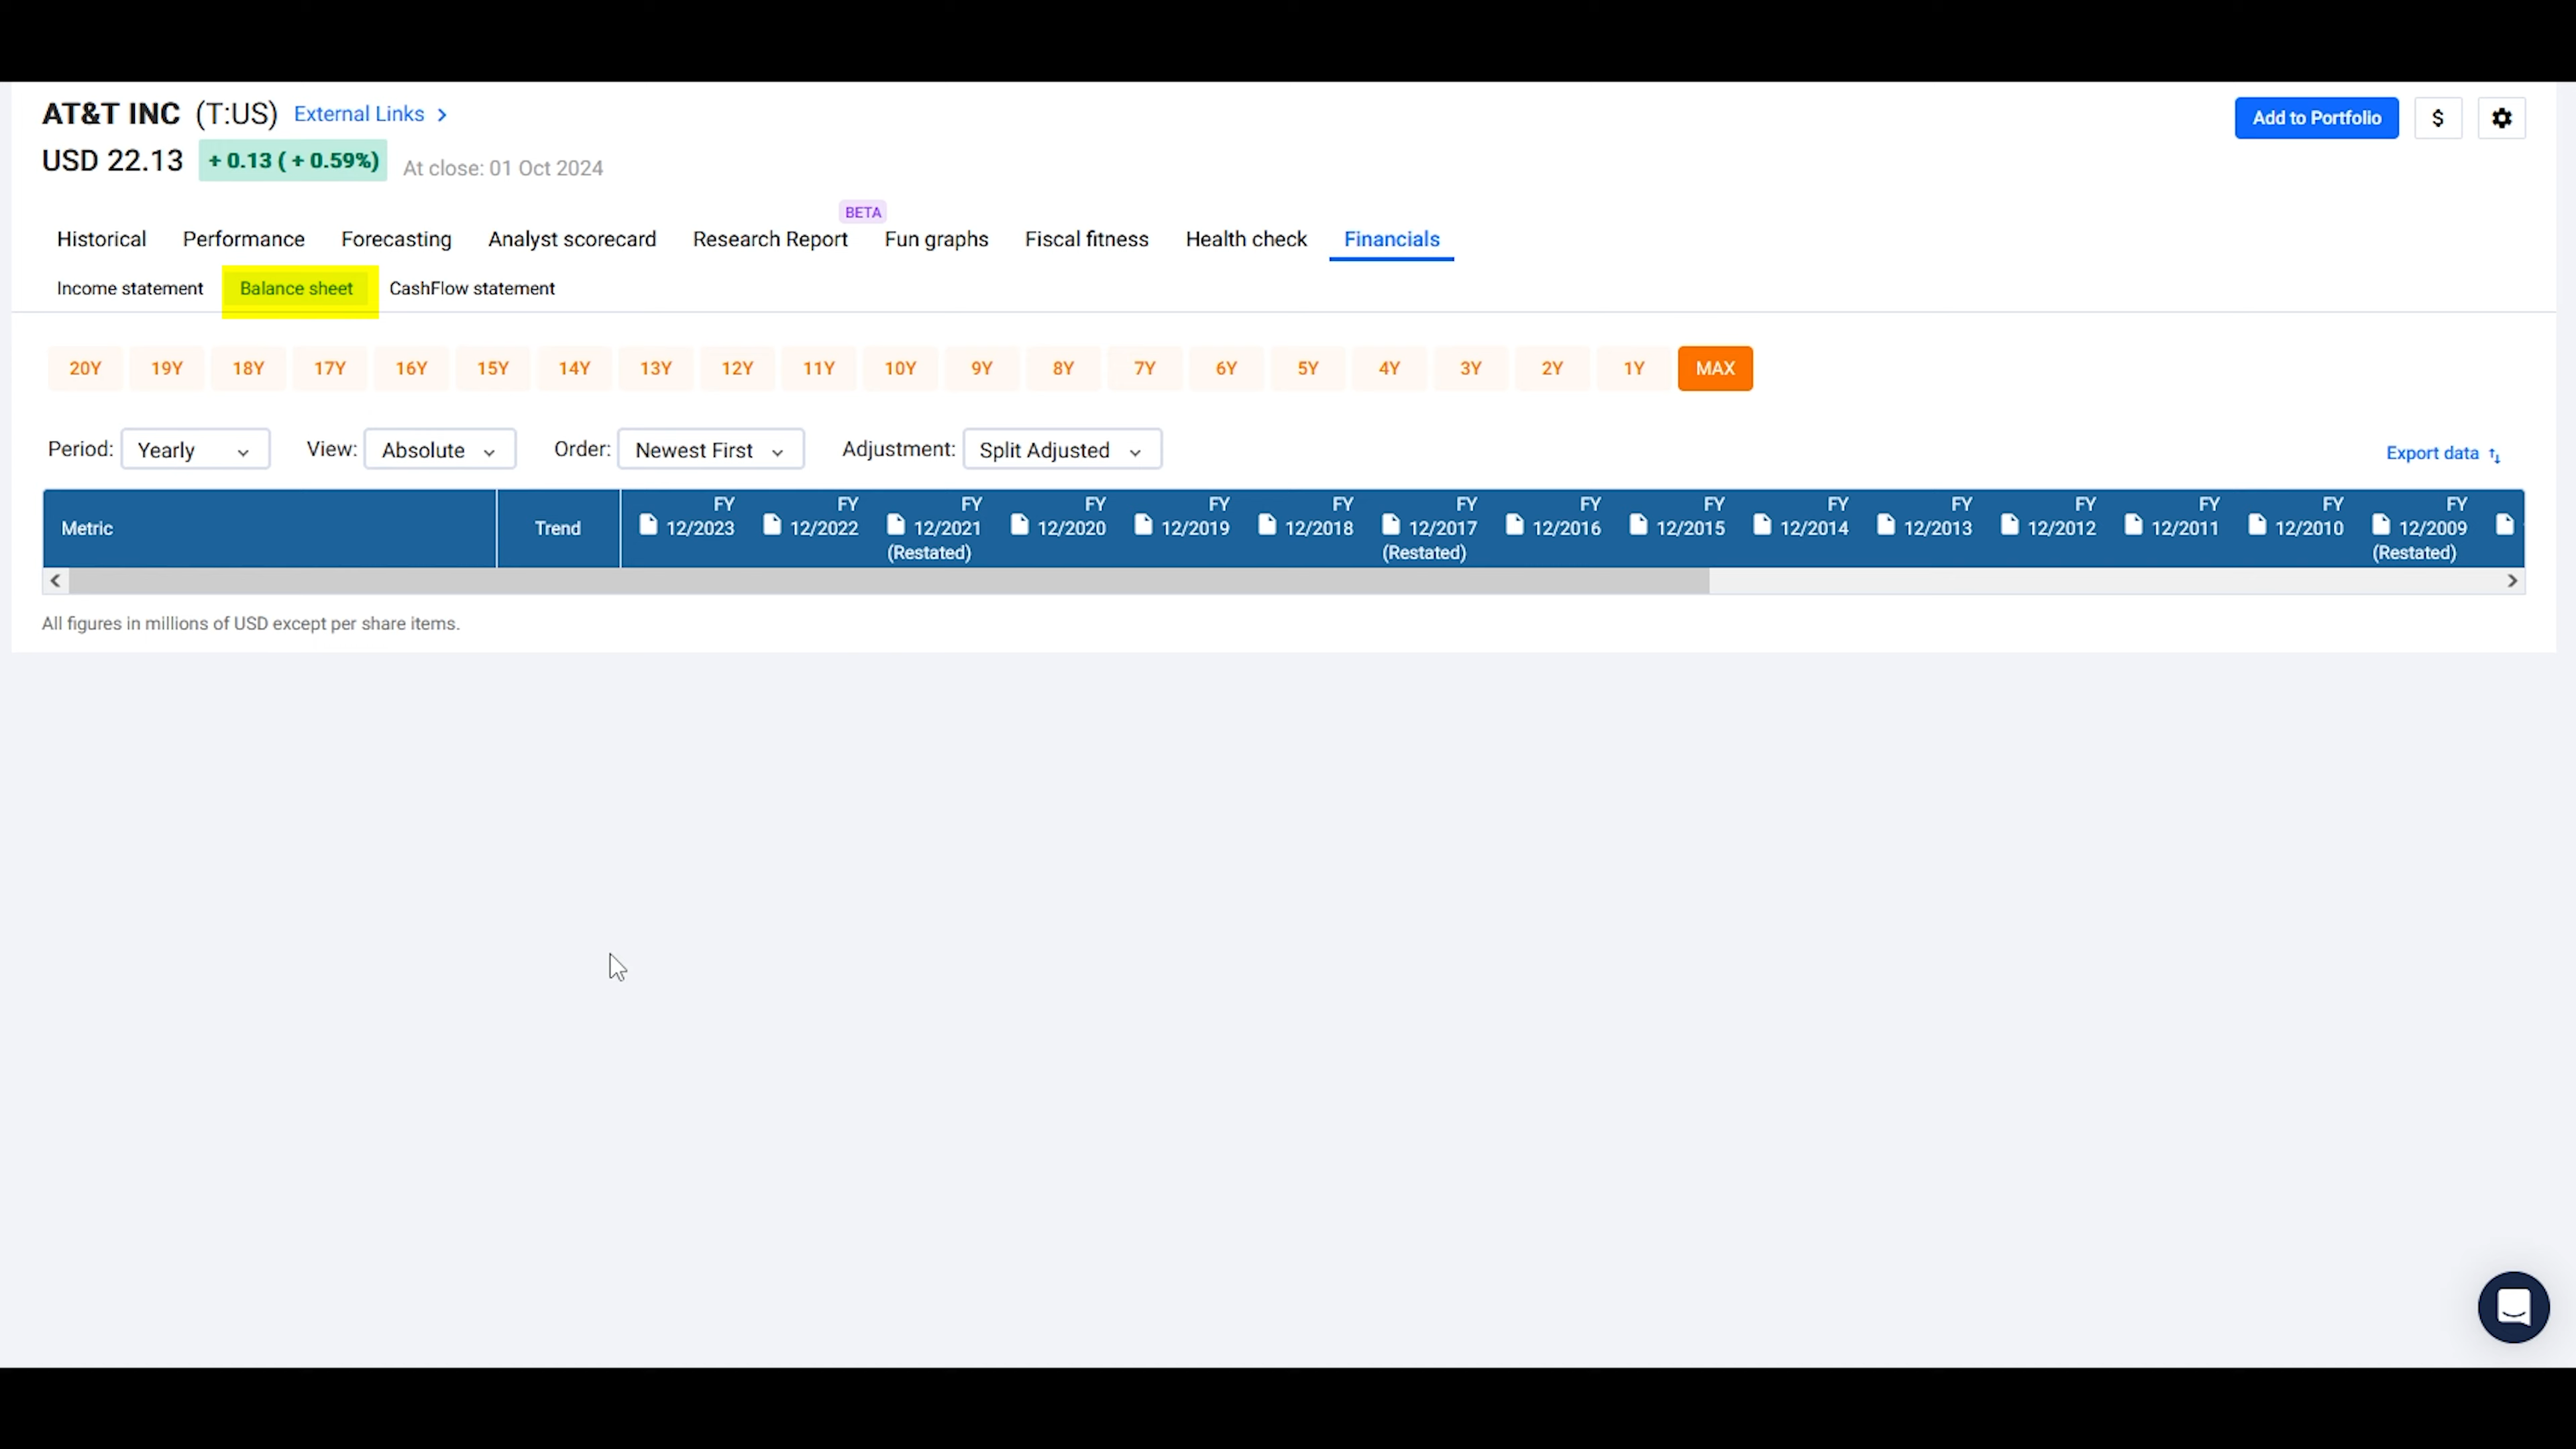 AT&T INC (T:US) External Links
Add to Portfolio $
USD 22.13 + 0.13 ( + 0.59%) At close: 01 Oct 2024
BETA
Historical Performance Forecasting Analyst scorecard Research Report Fun graphs Fiscal fitness Health check Financials
Income statement Balance sheet CashFlow statement
20Y 19Y 18Y 17Y 16Y 15Y 14Y 13Y 12Y 11Y 10Y 9Y 8Y 7Y 6Y 5Y 4Y 3Y 2Y 1Y MAX
Period: Yearly View: Absolute Order: Newest First Adjustment: Split Adjusted Export data
FY FY FY FY FY FY FY FY FY FY FY FY FY FY FY
Metric Trend 12/2023 12/2022 12/2021 12/2020 12/2019 12/2018 12/2017 12/2016 12/2015 12/2014 12/2013 12/2012 12/2011 12/2010 12/2009
(Restated) (Restated) (Restated)
All figures in millions of USD except per share items.